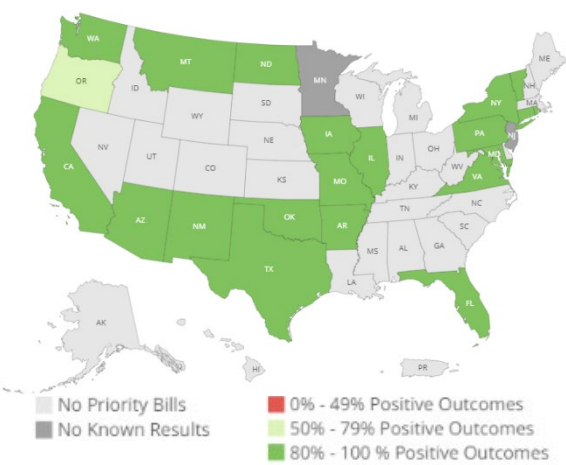 WA
MT
ND
MN
OR
ID
WY
SD
WI
MI
ME
NH
MA
NY
NV
UT
CO
NE
KS
IA
IL
IN
OH
PA
NJ
MD
WV
VA
CA
AZ
NM
OK
TX
MO
AR
LA
KY
TN
NC
SC
MS
AL
GA
FL
AK
HI
PR
No Priority Bills
No Known Results
0% - 49% Positive Outcomes
50% - 79% Positive Outcomes
80% - 100 % Positive Outcomes